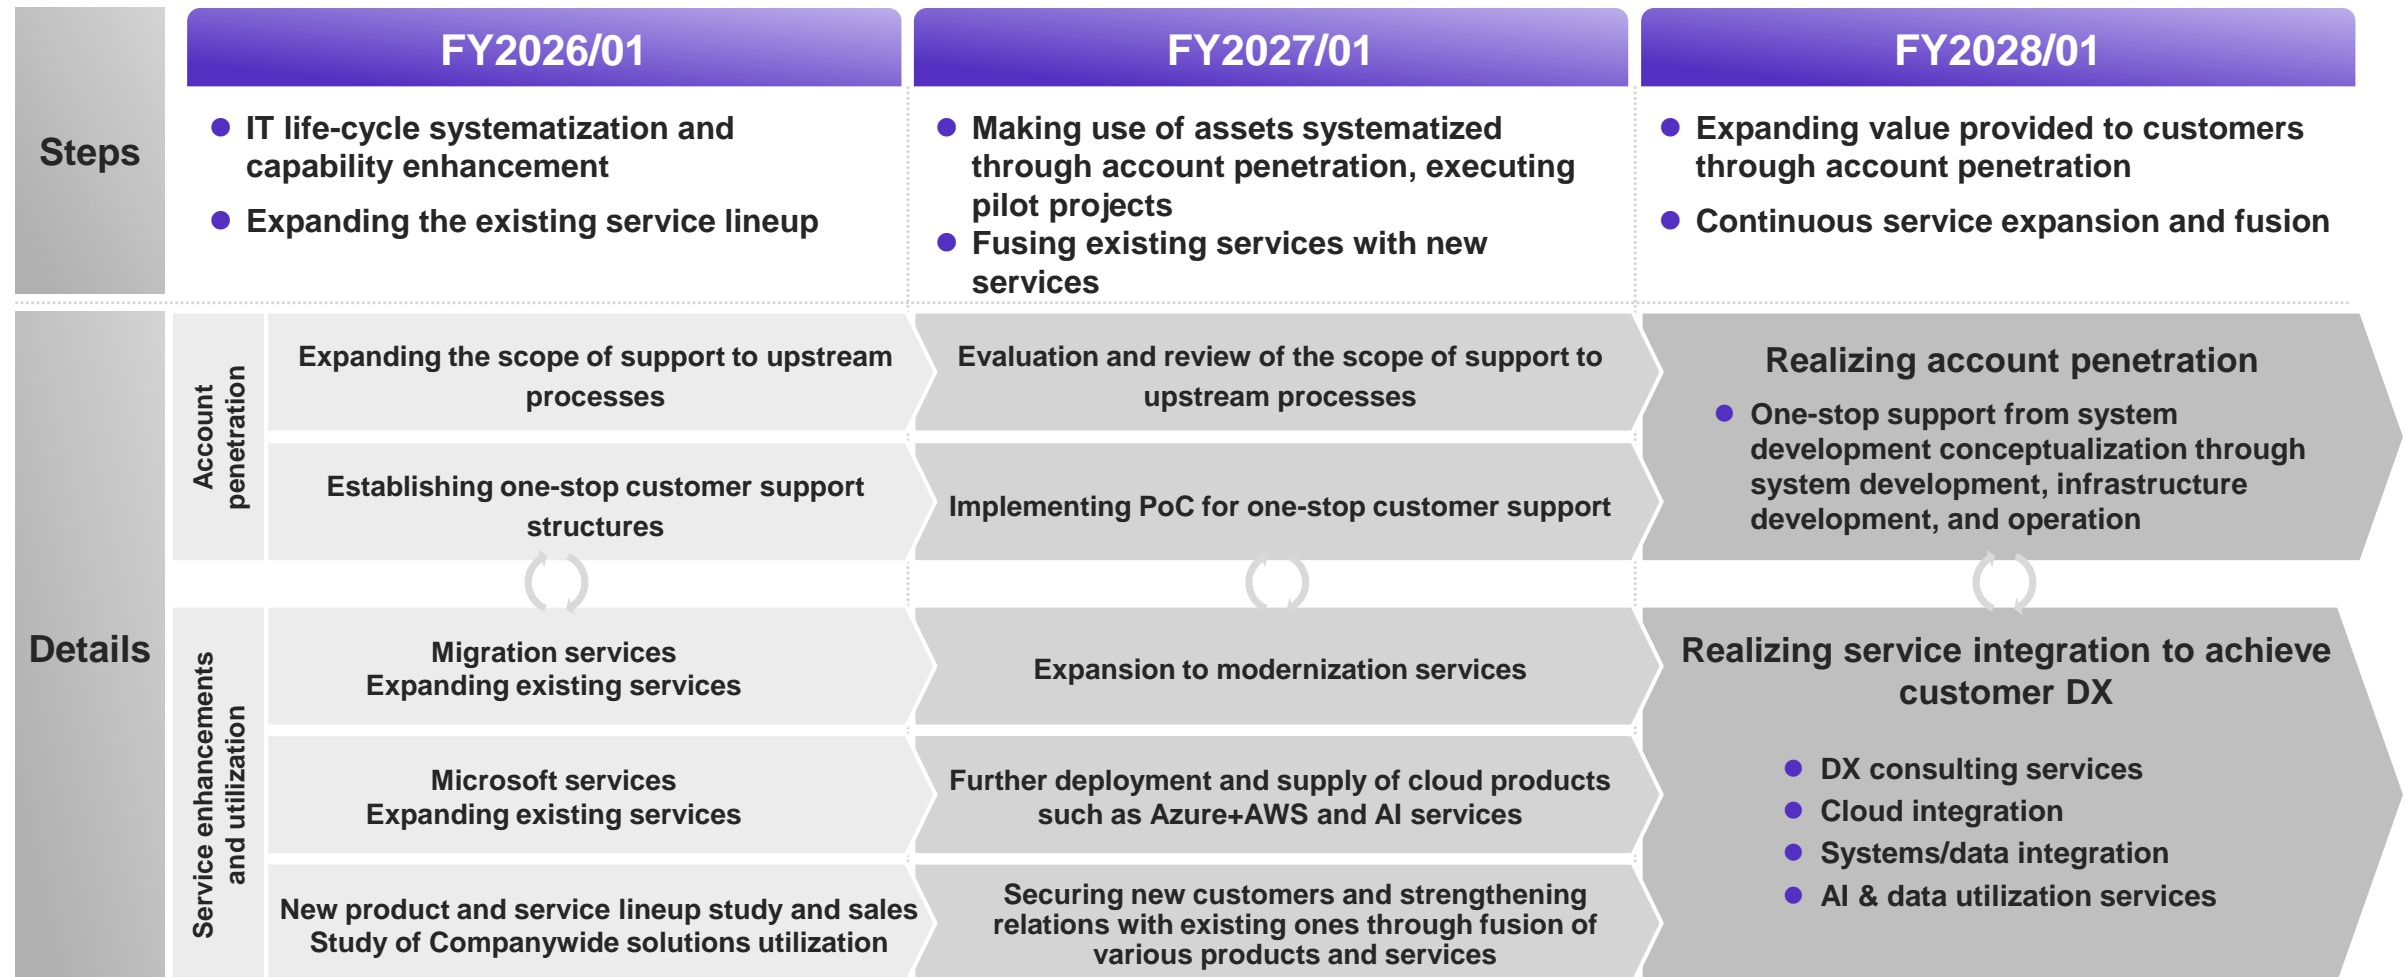 FY2026/01
FY2027/01
FY2028/01
Steps
IT life-cycle systematization and
capability enhancement
Expanding the existing service lineup
Making use of assets systematized
through account penetration, executing
pilot projects
Fusing existing services with new
services
Expanding value provided to customers
through account penetration
Continuous service expansion and fusion
Details
Account
penetration
Expanding the scope of support to upstream
processes
Evaluation and review of the scope of support to
upstream processes
Establishing one-stop customer support
structures
Implementing PoC for one-stop customer support
Realizing account penetration
One-stop support from system
development conceptualization through
system development, infrastructure
development, and operation
Service enhancements
and utilization
Migration services
Expanding existing services
Expansion to modernization services
Microsoft services
Expanding existing services
Further deployment and supply of cloud products
such as Azure+AWS and AI services
New product and service lineup study and sales
Study of Companywide solutions utilization
Securing new customers and strengthening
relations with existing ones through fusion of
various products and services
Realizing service integration to achieve
customer DX
DX consulting services
Cloud integration
Systems/data integration
AI & data utilization services